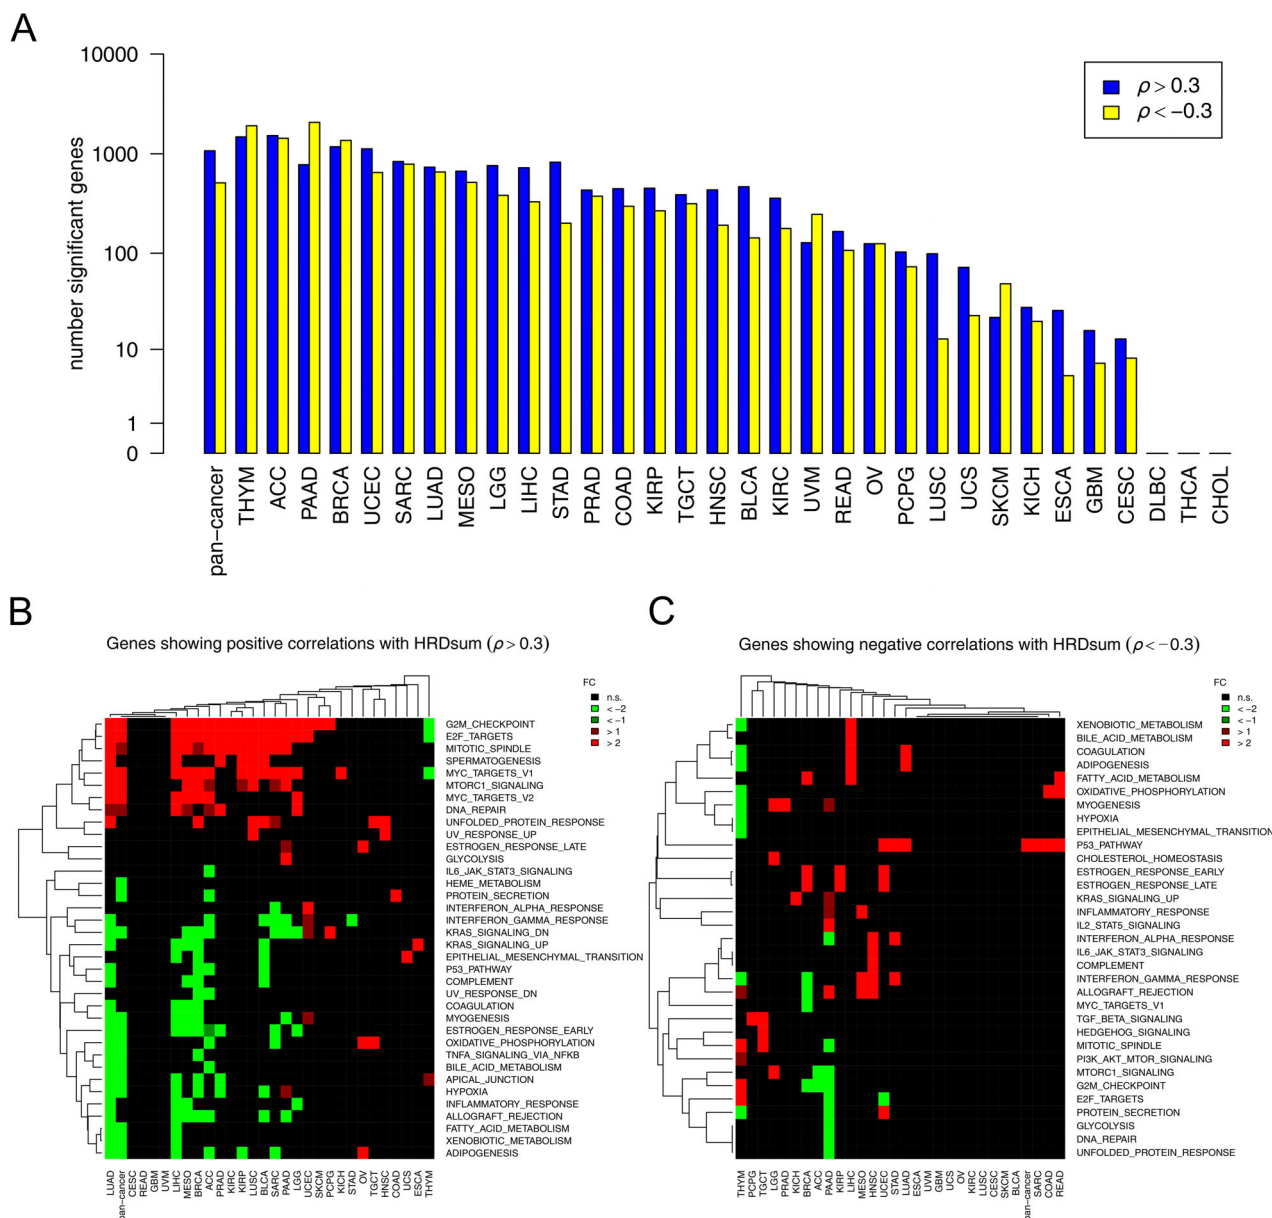 A
10000
1000
100
10
1
0
number significant genes
ρ > 0.3
ρ < −0.3
pan−cancer THYM ACC PAAD BRCA UCEC SARC LUAD MESO LGG LIHC STAD PRAD COAD KIRP TGCT HNSC BLCA KIRC UVM READ OV PCPG LUSC UCS SKCM KICH ESCA GBM CESC DLBC THCA CHOL
B
Genes showing positive correlations with HRDsum (ρ > 0.3)
FC
n.s.
< −2
< −1
> 1
> 2
G2M_CHECKPOINT
E2F_TARGETS
MITOTIC_SPINDLE
SPERMATOGENESIS
MYC_TARGETS_V1
MTORC1_SIGNALING
MYC_TARGETS_V2
DNA_REPAIR
UNFOLDED_PROTEIN_RESPONSE
UV_RESPONSE_UP
ESTROGEN_RESPONSE_LATE
GLYCOLYSIS
IL6_JAK_STAT3_SIGNALING
HEME_METABOLISM
PROTEIN_SECRETION
INTERFERON_ALPHA_RESPONSE
INTERFERON_GAMMA_RESPONSE
KRAS_SIGNALING_DN
KRAS_SIGNALING_UP
EPITHELIAL_MESENCHYMAL_TRANSITION
P53_PATHWAY
COMPLEMENT
UV_RESPONSE_DN
COAGULATION
MYOGENESIS
ESTROGEN_RESPONSE_EARLY
OXIDATIVE_PHOSPHORYLATION
TNFA_SIGNALING_VIA_NFKB
BILE_ACID_METABOLISM
APICAL_JUNCTION
HYPOXIA
INFLAMMATORY_RESPONSE
ALLOGRAFT_REJECTION
FATTY_ACID_METABOLISM
XENOBIOTIC_METABOLISM
ADIPOGENESIS
LUAD pan−cancer CESC READ GBM UVM LIHC MESO BRCA ACC PRAD KIRC KIRP LUSC BLCA SARC PAAD LGG UCEC SKCM PCPG KICH STAD OV TGCT HNSC COAD UCS ESCA THYM
C
Genes showing negative correlations with HRDsum (ρ < −0.3)
FC
n.s.
< −2
< −1
> 1
> 2
XENOBIOTIC_METABOLISM
BILE_ACID_METABOLISM
COAGULATION
ADIPOGENESIS
FATTY_ACID_METABOLISM
OXIDATIVE_PHOSPHORYLATION
MYOGENESIS
HYPOXIA
EPITHELIAL_MESENCHYMAL_TRANSITION
P53_PATHWAY
CHOLESTEROL_HOMEOSTASIS
ESTROGEN_RESPONSE_EARLY
ESTROGEN_RESPONSE_LATE
KRAS_SIGNALING_UP
INFLAMMATORY_RESPONSE
IL2_STAT5_SIGNALING
INTERFERON_ALPHA_RESPONSE
IL6_JAK_STAT3_SIGNALING
COMPLEMENT
INTERFERON_GAMMA_RESPONSE
ALLOGRAFT_REJECTION
MYC_TARGETS_V1
TGF_BETA_SIGNALING
HEDGEHOG_SIGNALING
MITOTIC_SPINDLE
PI3K_AKT_MTOR_SIGNALING
MTORC1_SIGNALING
G2M_CHECKPOINT
E2F_TARGETS
PROTEIN_SECRETION
GLYCOLYSIS
DNA_REPAIR
UNFOLDED_PROTEIN_RESPONSE
THYM PCPG TGCT LGG PRAD KICH BRCA ACC PAAD KIRP LIHC MESO HNSC UCEC STAD LUAD ESCA UVM GBM UCS OV KIRC LUSC CESC SKCM BLCA pan−cancer SARC COAD READ